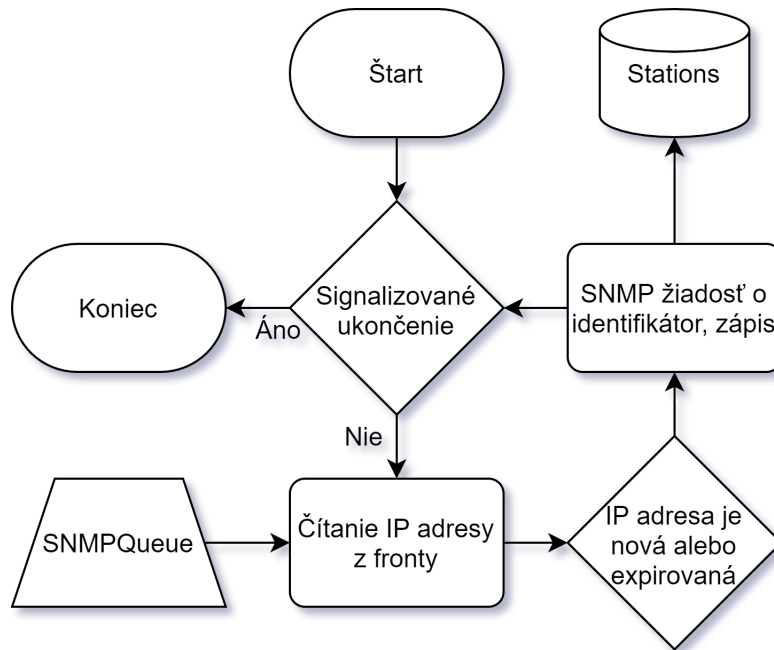 Štart
Stations
Koniec
Áno
Signalizované
ukončenie
SNMP žiadosť o
identifikátor, zápis
Nie
SNMPQueue
Čítanie IP adresy
z fronty
IP adresa je
nová alebo
expirovaná